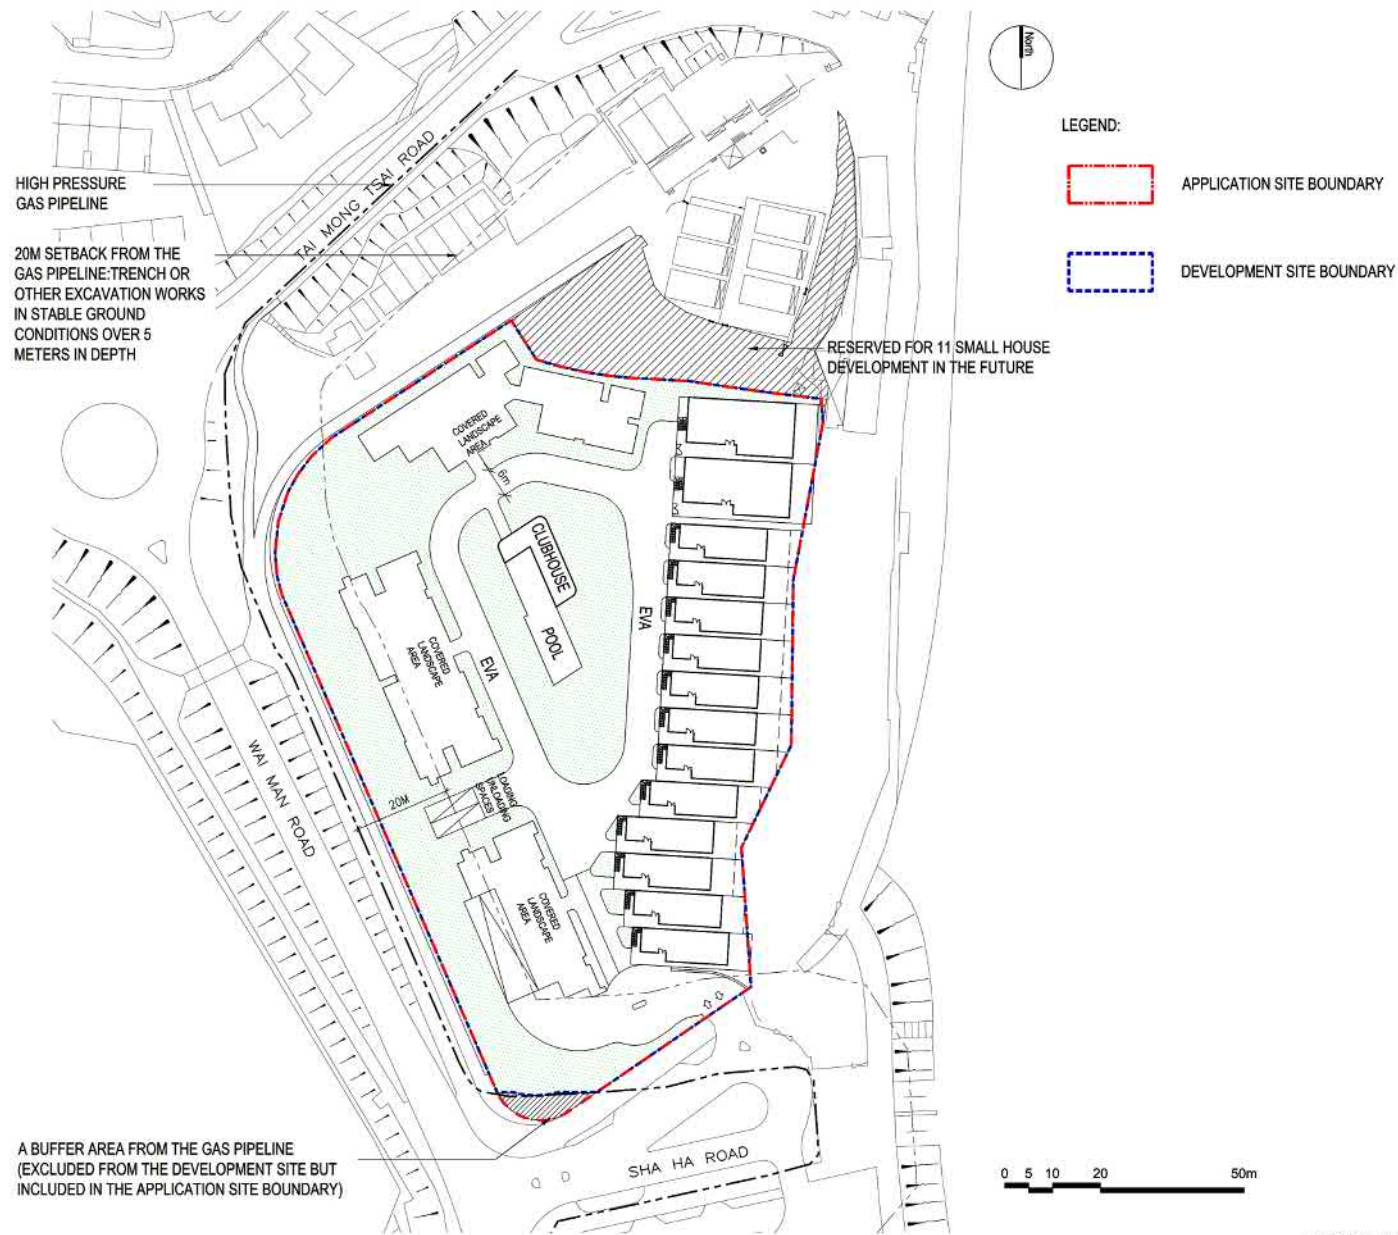 North
LEGEND:
APPLICATION SITE BOUNDARY
DEVELOPMENT SITE BOUNDARY
HIGH PRESSURE
GAS PIPELINE
TAI MONG TSAI ROAD
20M SETBACK FROM THE
GAS PIPELINE:TRENCH OR
OTHER EXCAVATION WORKS
IN STABLE GROUND
CONDITIONS OVER 5
METERS IN DEPTH
RESERVED FOR 11 SMALL HOUSE
DEVELOPMENT IN THE FUTURE
COVERED
LANDSCAPE
AREA
6m
CLUBHOUSE
POOL
EVA
EVA
COVERED
LANDSCAPE
AREA
WAI MAN ROAD
20M
LOADING
UNLOADING
SPACES
COVERED
LANDSCAPE
AREA
A BUFFER AREA FROM THE GAS PIPELINE
(EXCLUDED FROM THE DEVELOPMENT SITE BUT
INCLUDED IN THE APPLICATION SITE BOUNDARY)
SHA HA ROAD
0 5 10 20 50m